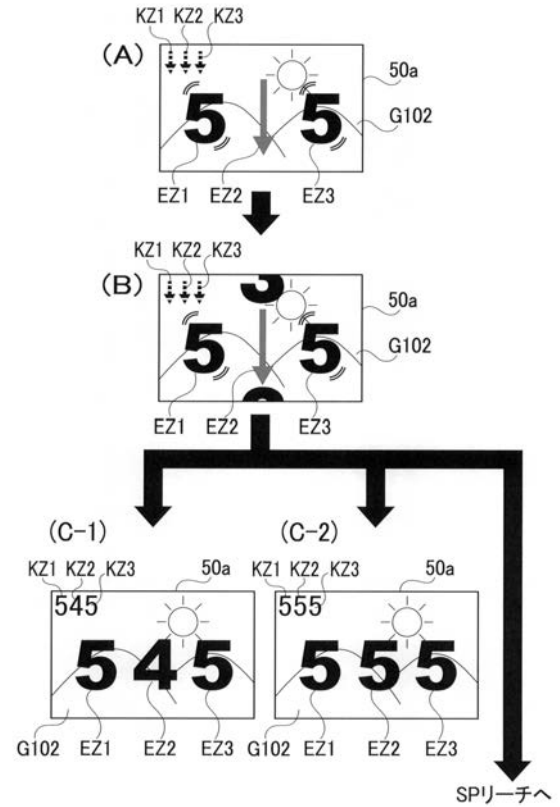 KZ1 KZ2 KZ3
(A)
50a
5 5
G102
EZ1 EZ2 EZ3
KZ1 KZ2 KZ3
(B)
3
50a
5 5
G102
EZ1 EZ2 EZ3
(C-1)
KZ1 KZ2 KZ3 50a
545
5 4 5
G102 EZ1 EZ2 EZ3
(C-2)
KZ1 KZ2 KZ3 50a
555
5 5 5
G102 EZ1 EZ2 EZ3
SPリーチへ